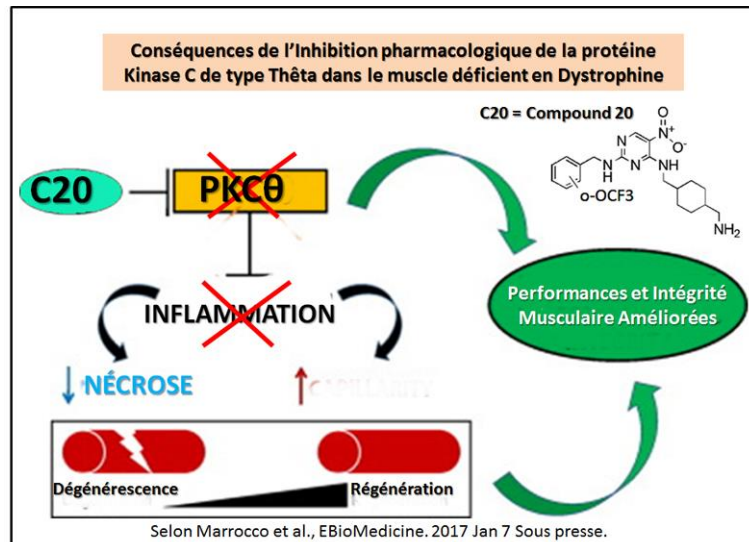 Conséquences de l'Inhibition pharmacologique de la protéine
Kinase C de type Thêta dans le muscle déficient en Dystrophine
C20 = Compound 20
O
N+
O-
N
N
NH
NH
o-OCF3
NH2
C20
PKCθ
INFLAMMATION
Performances et Intégrité
Musculaire Améliorées
NÉCROSE
Dégénérescence
Régénération
Selon Marrocco et al., EBioMedicine. 2017 Jan 7 Sous presse.